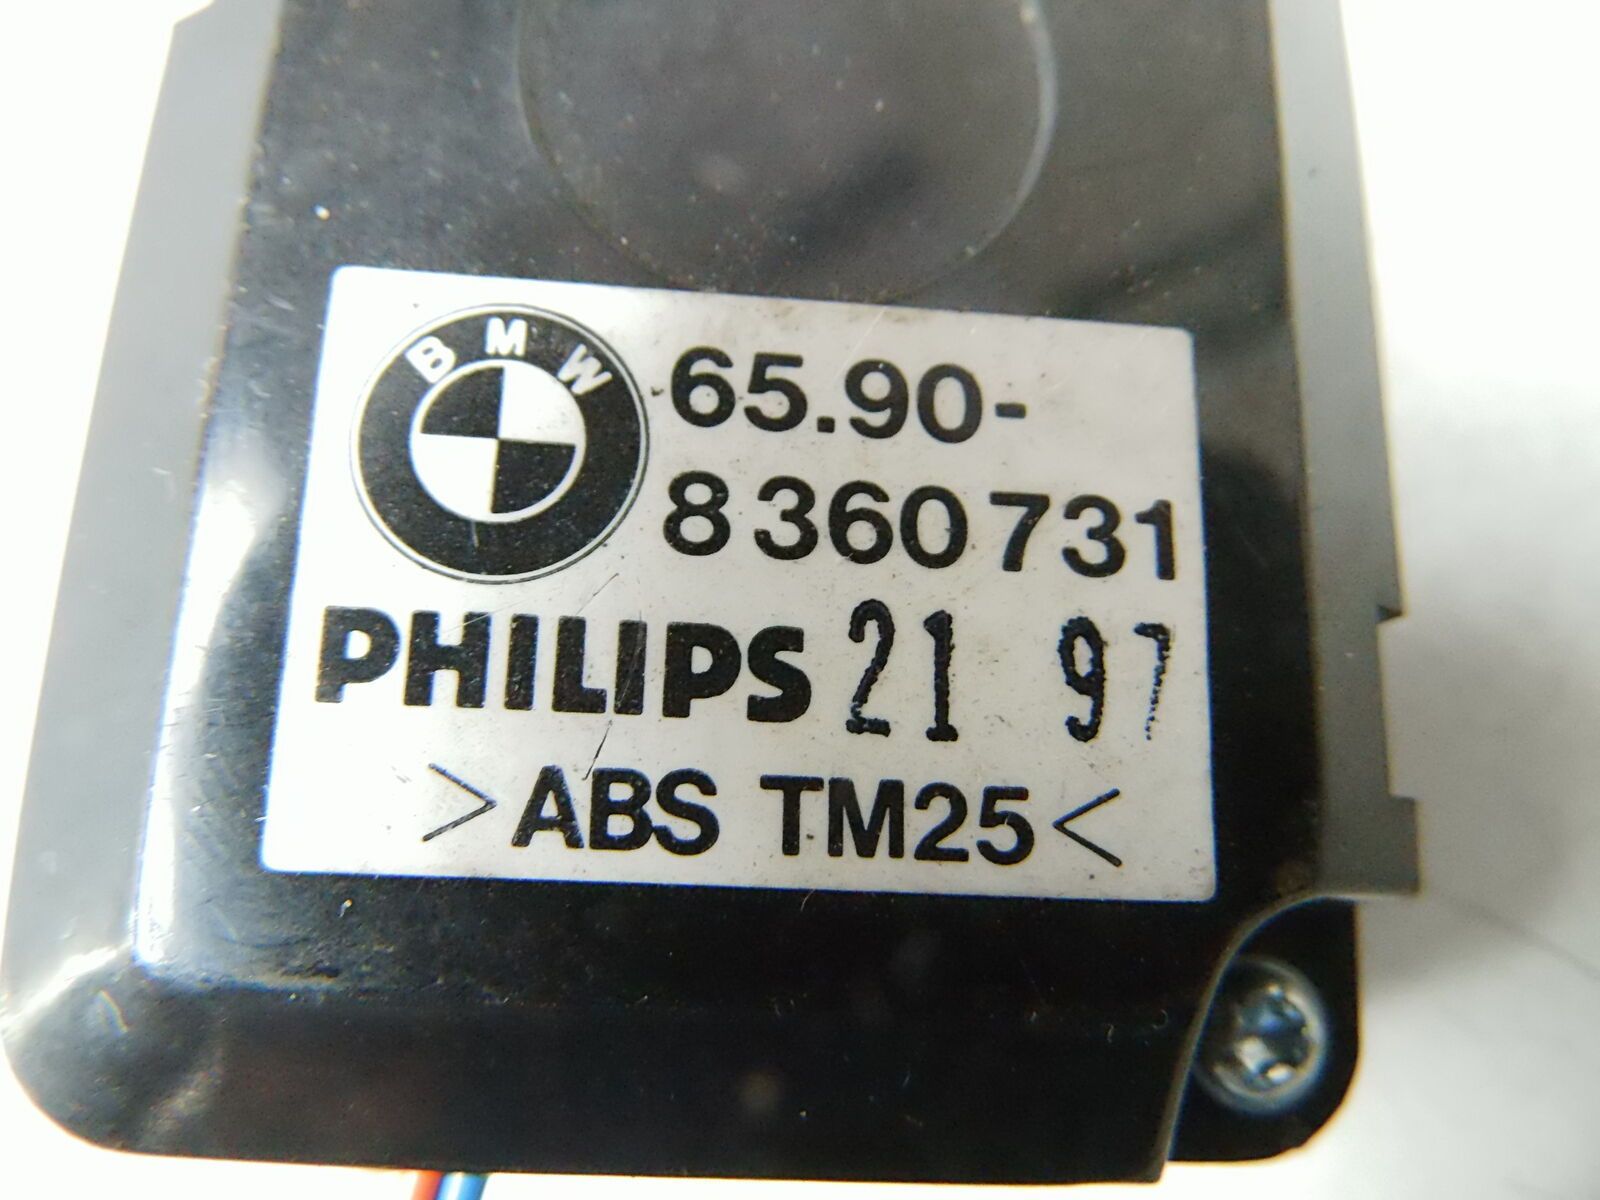 BMW
65.90-
8 360 731
PHILIPS 21 97
>ABS TM25<